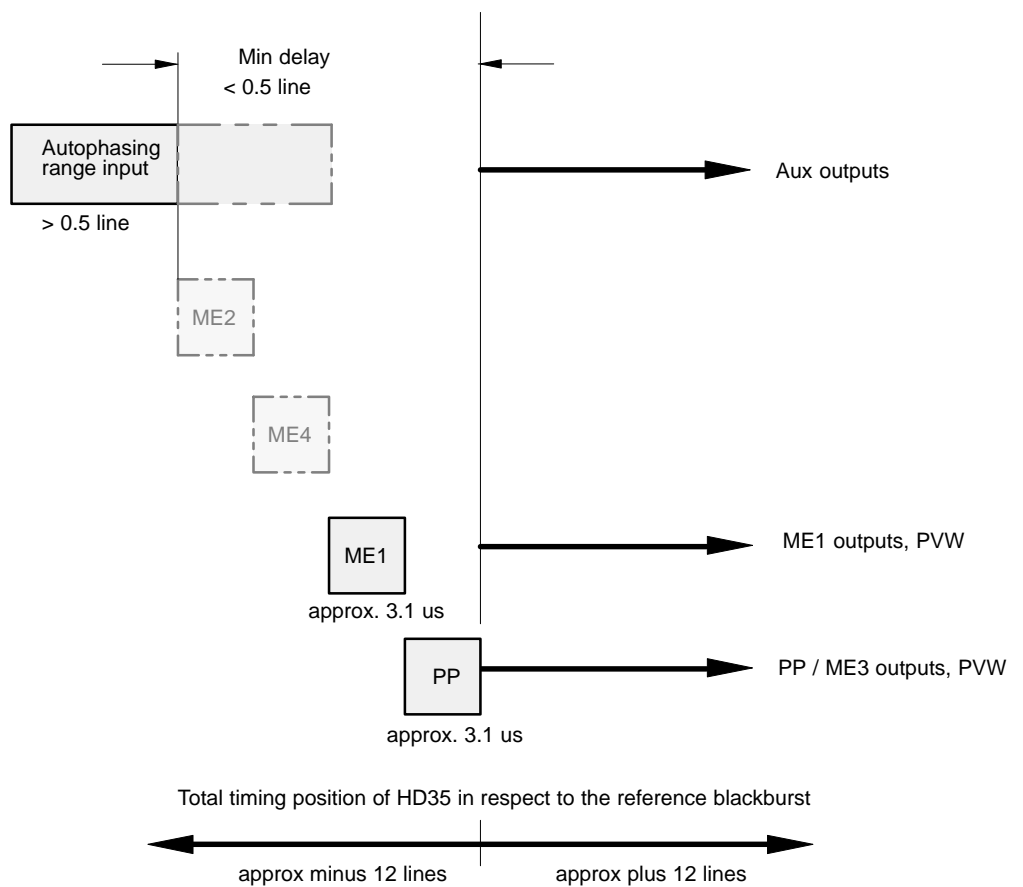 Min delay
< 0.5 line
Autophasing
range input
Aux outputs
> 0.5 line
ME2
ME4
ME1
ME1 outputs, PVW
approx. 3.1 us
PP
PP / ME3 outputs, PVW
approx. 3.1 us
Total timing position of HD35 in respect to the reference blackburst
approx minus 12 lines
approx plus 12 lines